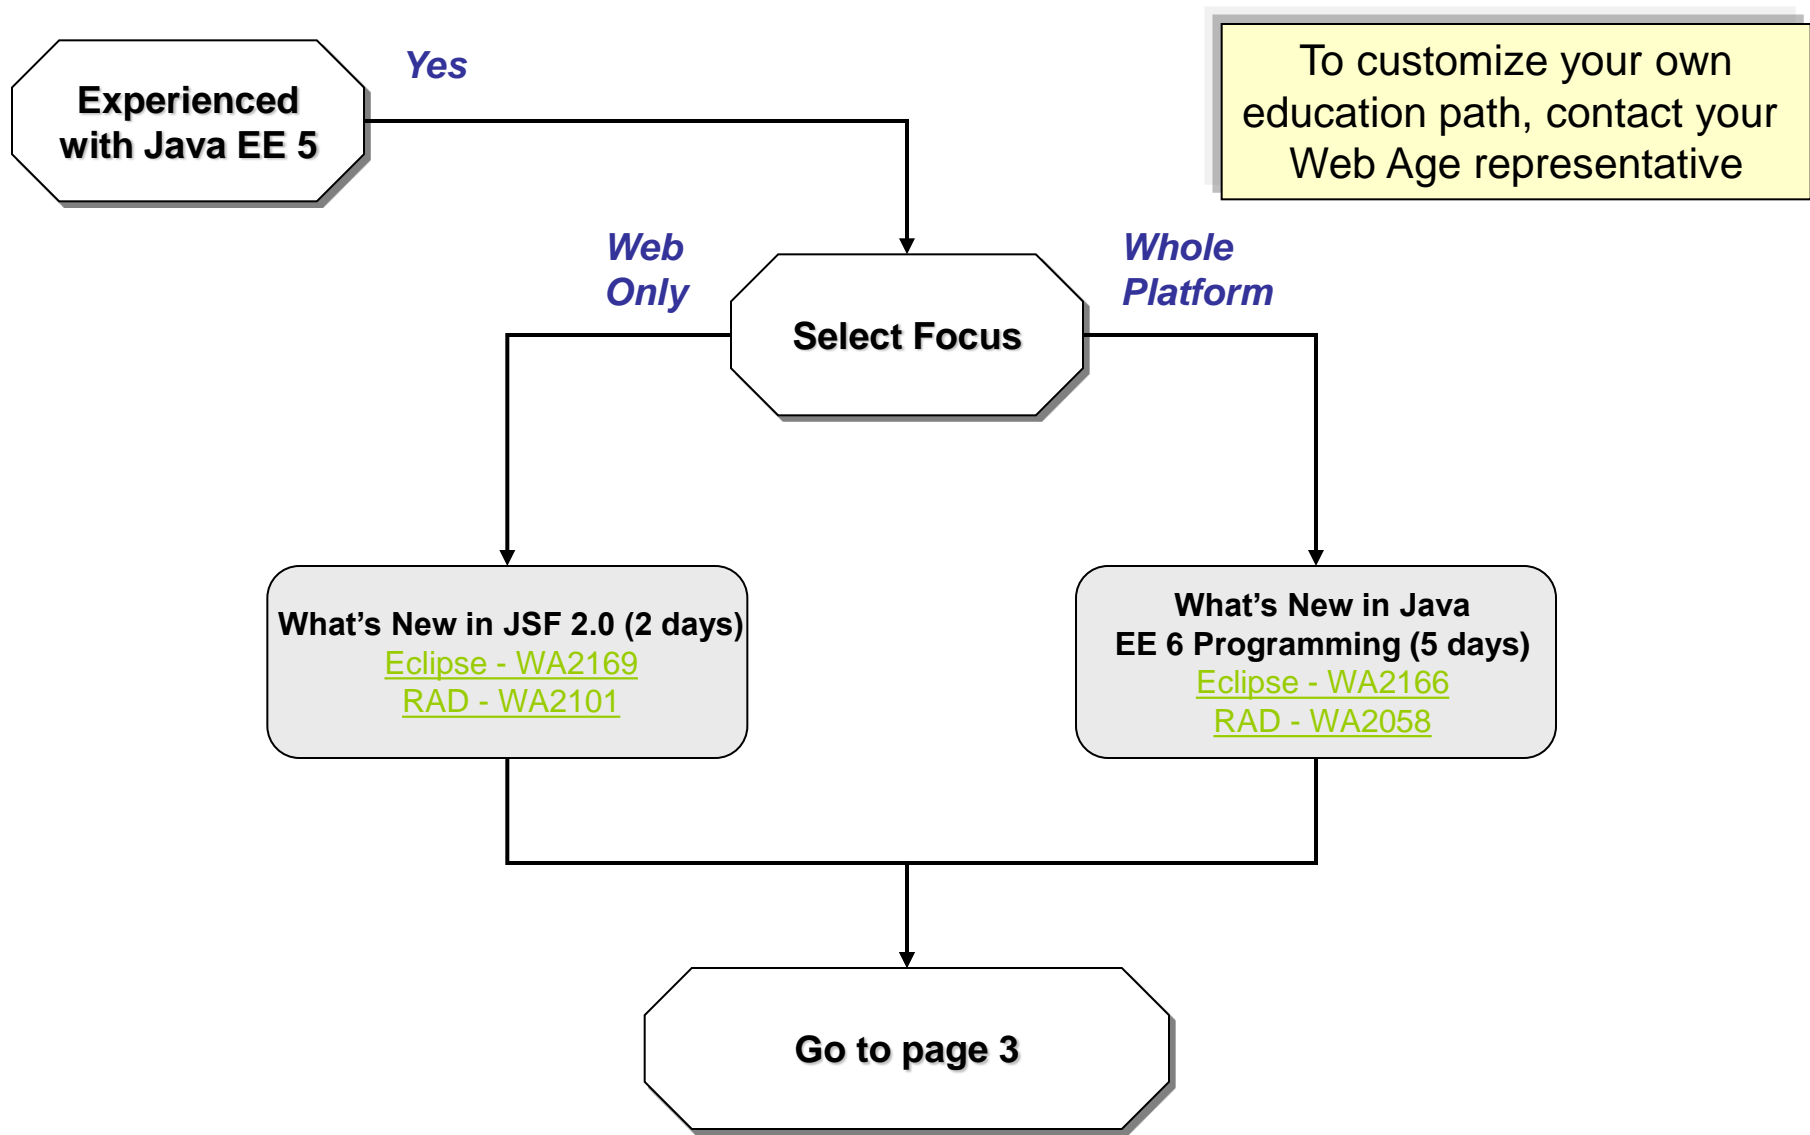 Experienced
with Java EE 5
Yes
To customize your own
education path, contact your
Web Age representative
Web
Only
Whole
Platform
Select Focus
What’s New in JSF 2.0 (2 days)
Eclipse - WA2169
RAD - WA2101
What’s New in Java
EE 6 Programming (5 days)
Eclipse - WA2166
RAD - WA2058
Go to page 3